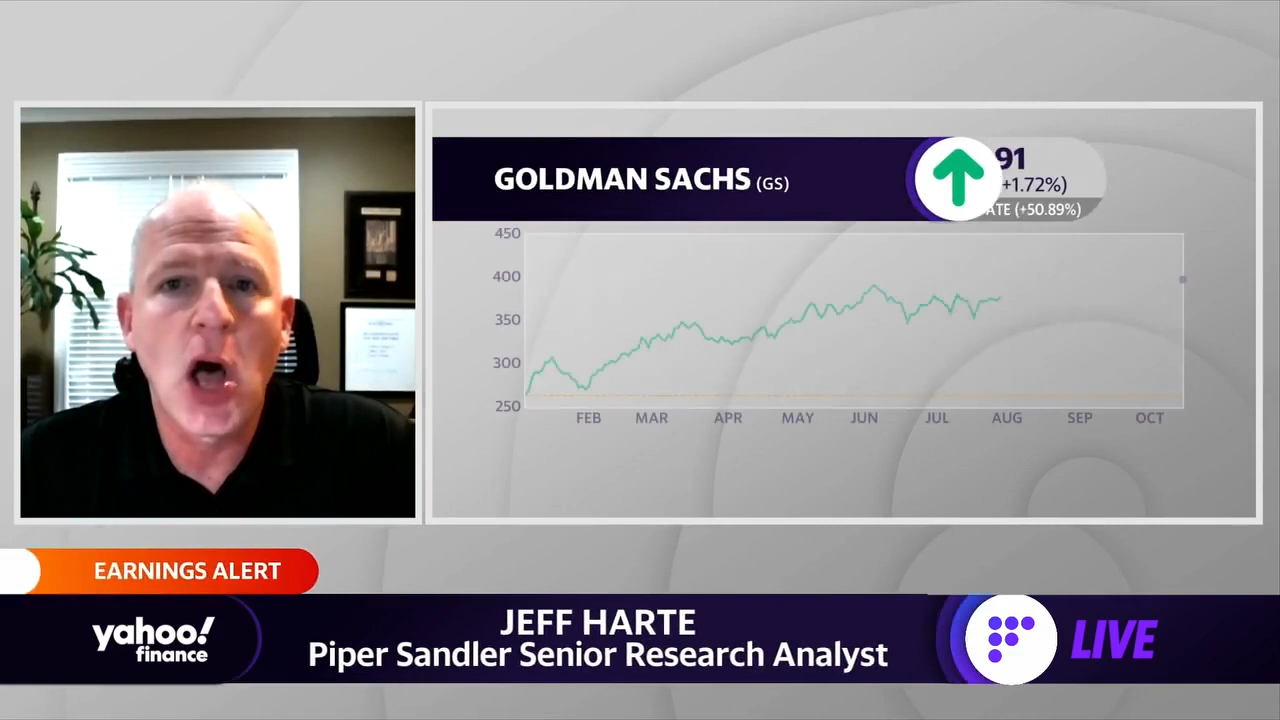 GOLDMAN SACHS (GS)
91
+1.72%)
ATE (+50.89%)
450
400
350
300
250
FEB MAR APR MAY JUN JUL AUG SEP OCT
EARNINGS ALERT
yahoo!
finance
JEFF HARTE
Piper Sandler Senior Research Analyst
LIVE